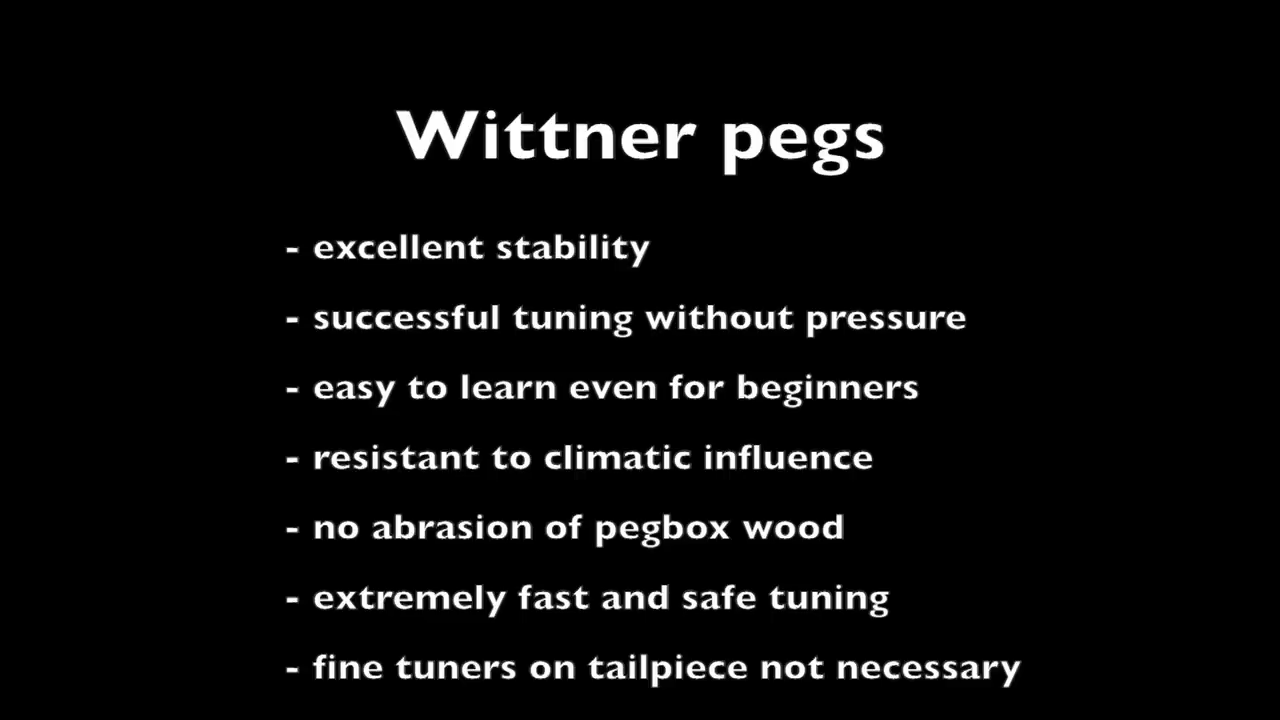 Wittner pegs
- excellent stability
- successful tuning without pressure
- easy to learn even for beginners
- resistant to climatic influence
- no abrasion of pegbox wood
- extremely fast and safe tuning
- fine tuners on tailpiece not necessary